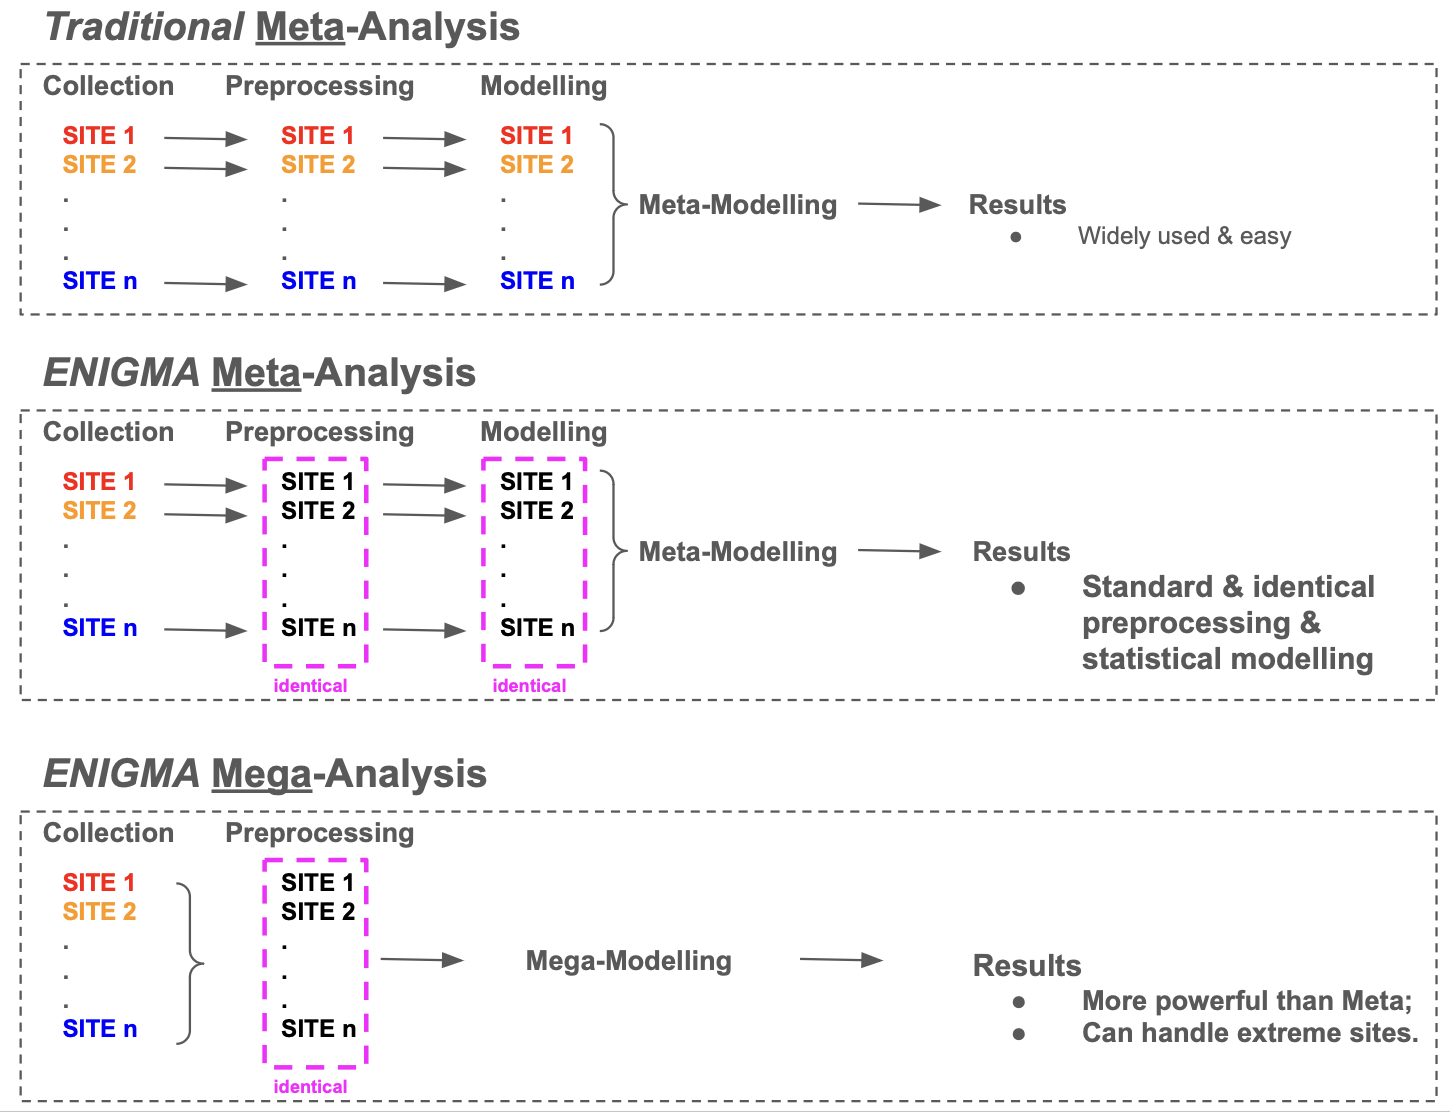 Traditional Meta-Analysis
Collection Preprocessing Modelling
SITE 1 SITE 1 SITE 1
SITE 2 SITE 2 SITE 2
. . .
. . .
. . .
SITE n SITE n SITE n
Meta-Modelling
Results
● Widely used & easy
ENIGMA Meta-Analysis
Collection Preprocessing Modelling
SITE 1 SITE 1 SITE 1
SITE 2 SITE 2 SITE 2
. . .
. . .
. . .
SITE n SITE n SITE n
identical identical
Meta-Modelling
Results
● Standard & identical
preprocessing &
statistical modelling
ENIGMA Mega-Analysis
Collection Preprocessing
SITE 1 SITE 1
SITE 2 SITE 2
. .
. .
. .
SITE n SITE n
identical
Mega-Modelling
Results
● More powerful than Meta;
● Can handle extreme sites.